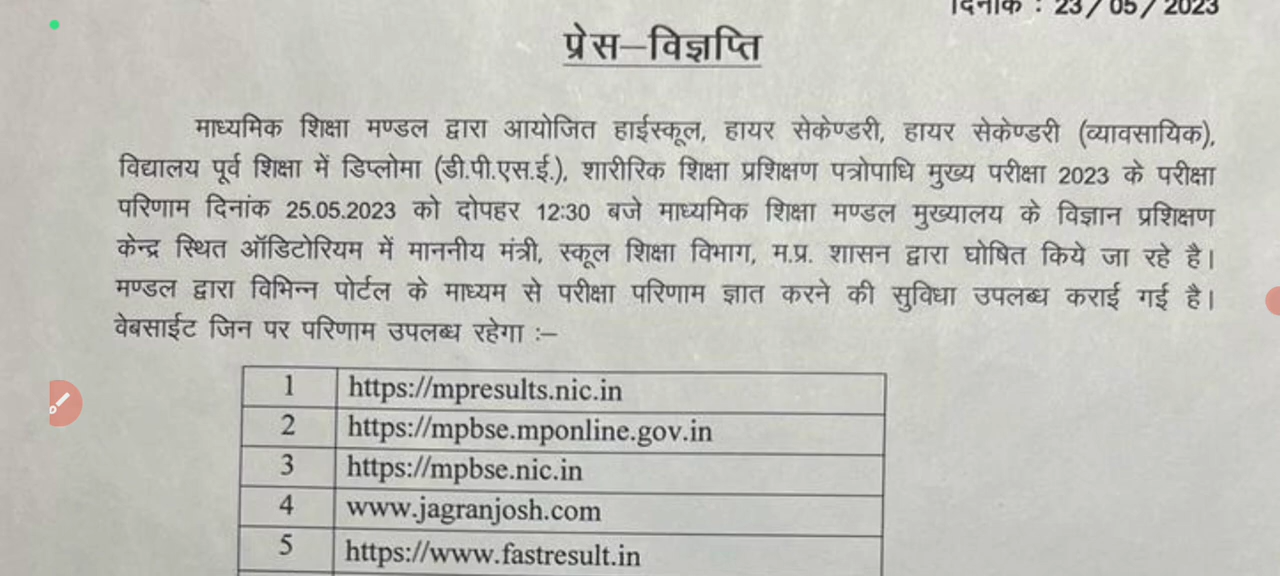 दिनांक : 23/05/2023
प्रेस–विज्ञप्ति
माध्यमिक शिक्षा मण्डल द्वारा आयोजित हाईस्कूल, हायर सेकेण्डरी, हायर सेकेण्डरी (व्यावसायिक),
विद्यालय पूर्व शिक्षा में डिप्लोमा (डी.पी.एस.ई.), शारीरिक शिक्षा प्रशिक्षण पत्रोपाधि मुख्य परीक्षा 2023 के परीक्षा
परिणाम दिनांक 25.05.2023 को दोपहर 12:30 बजे माध्यमिक शिक्षा मण्डल मुख्यालय के विज्ञान प्रशिक्षण
केन्द्र स्थित ऑडिटोरियम में माननीय मंत्री, स्कूल शिक्षा विभाग, म.प्र. शासन द्वारा घोषित किये जा रहे है।
मण्डल द्वारा विभिन्न पोर्टल के माध्यम से परीक्षा परिणाम ज्ञात करने की सुविधा उपलब्ध कराई गई है।
वेबसाईट जिन पर परिणाम उपलब्ध रहेगा :–
1 https://mpresults.nic.in
2 https://mpbse.mponline.gov.in
3 https://mpbse.nic.in
4 www.jagranjosh.com
5 https://www.fastresult.in